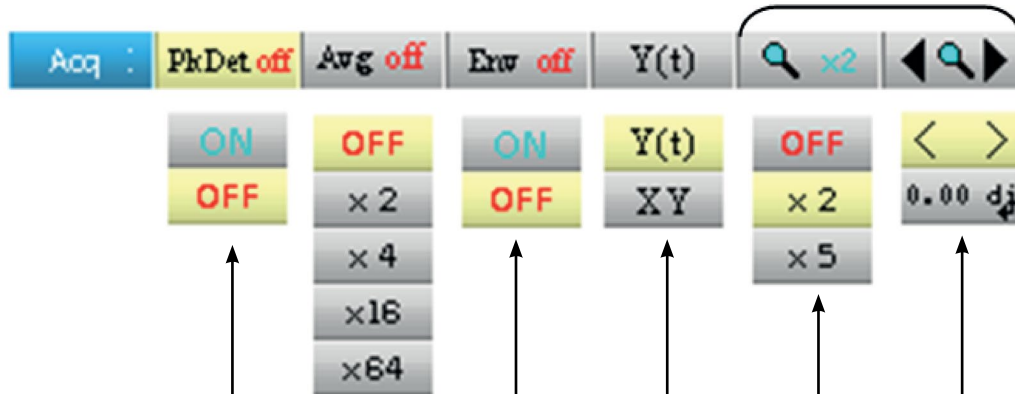 Acq : PkDet off Avg off Env off Y(t) ×2
ON OFF ON Y(t) OFF < >
OFF × 2 OFF XY × 2 0.00 di
× 4 × 5
×16
×64